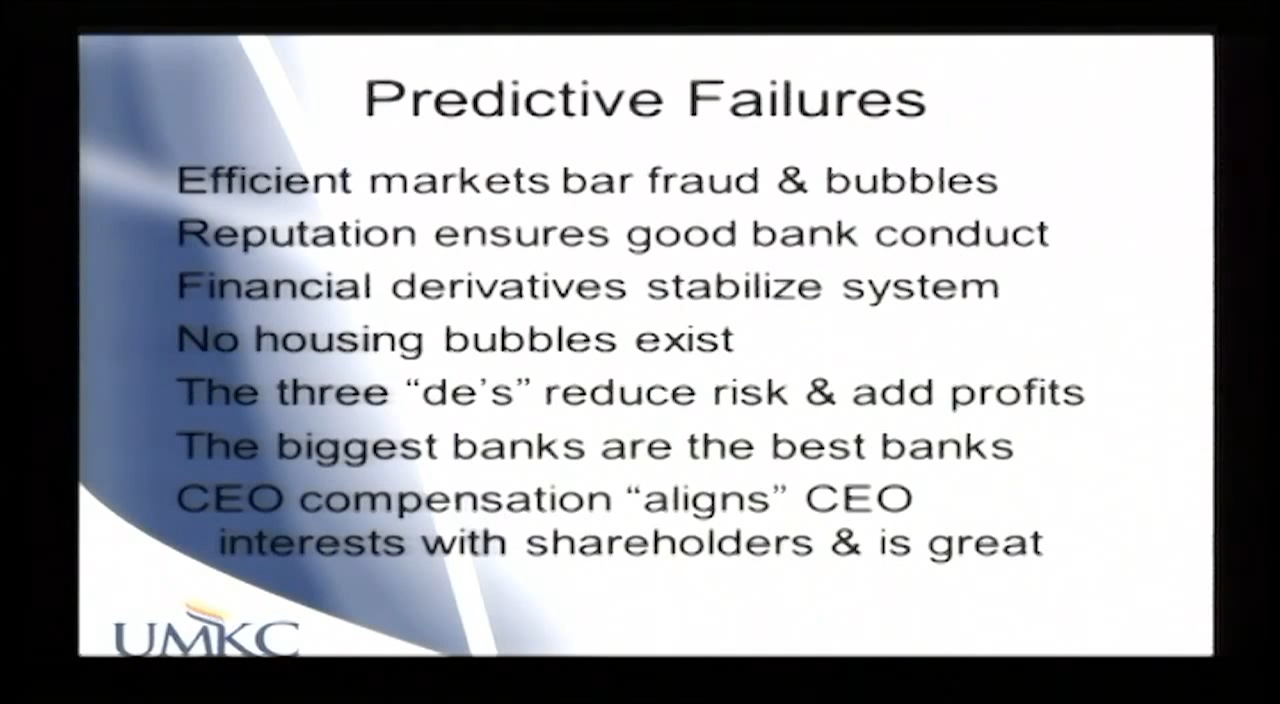 Predictive Failures
Efficient markets bar fraud & bubbles
Reputation ensures good bank conduct
Financial derivatives stabilize system
No housing bubbles exist
The three “de’s” reduce risk & add profits
The biggest banks are the best banks
CEO compensation “aligns” CEO
interests with shareholders & is great
UMKC